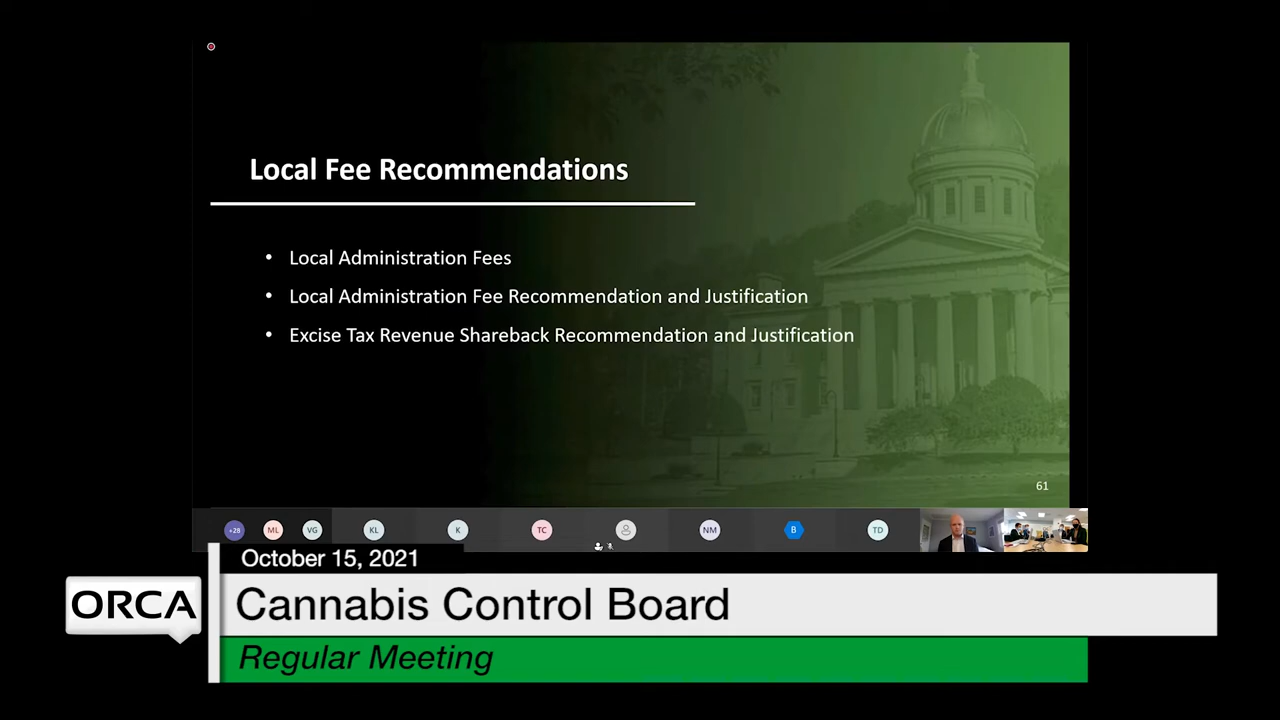 Local Fee Recommendations
• Local Administration Fees
• Local Administration Fee Recommendation and Justification
• Excise Tax Revenue Shareback Recommendation and Justification
61
+28
ML
VG
KL
K
TC
NM
B
TD
October 15, 2021
ORCA
Cannabis Control Board
Regular Meeting